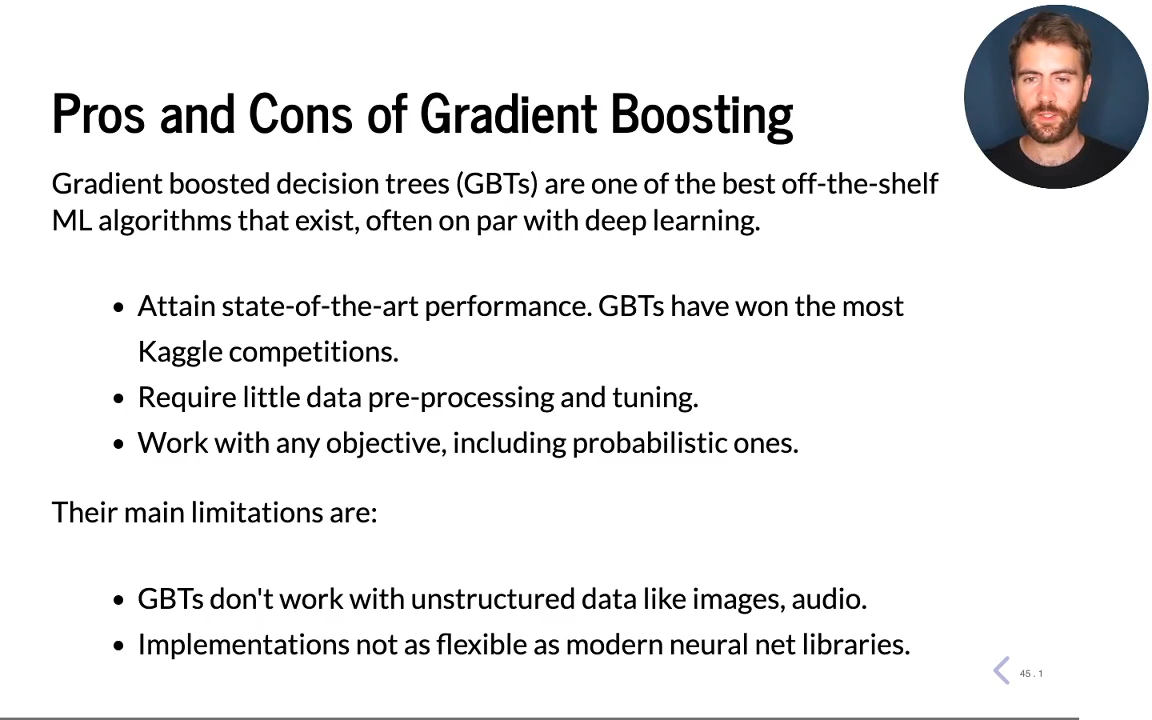 Pros and Cons of Gradient Boosting
Gradient boosted decision trees (GBTs) are one of the best off-the-shelf
ML algorithms that exist, often on par with deep learning.
• Attain state-of-the-art performance. GBTs have won the most
Kaggle competitions.
• Require little data pre-processing and tuning.
• Work with any objective, including probabilistic ones.
Their main limitations are:
• GBTs don't work with unstructured data like images, audio.
• Implementations not as flexible as modern neural net libraries.
45 . 1